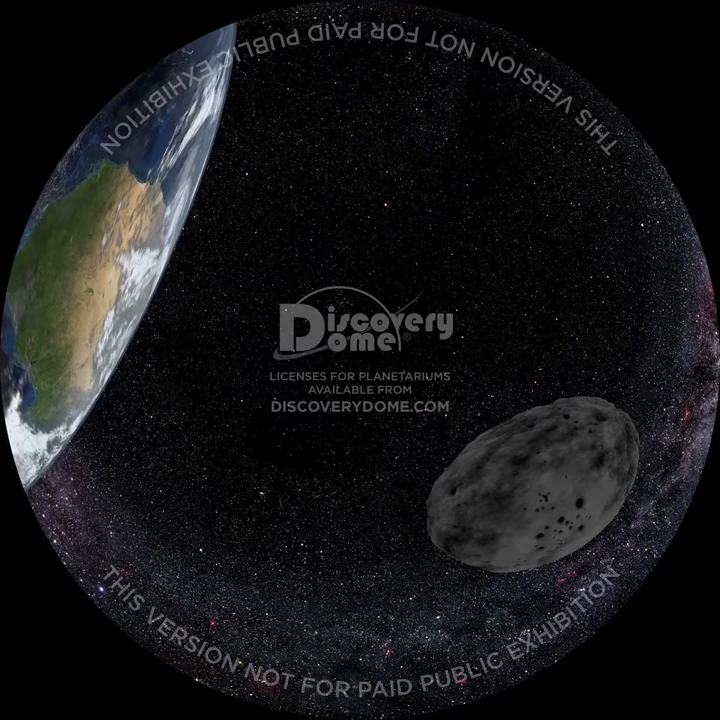 THIS VERSION NOT FOR PAID PUBLIC EXHIBITION
Discovery
Dome®
LICENSES FOR PLANETARIUMS
AVAILABLE FROM
DISCOVERYDOME.COM
THIS VERSION NOT FOR PAID PUBLIC EXHIBITION